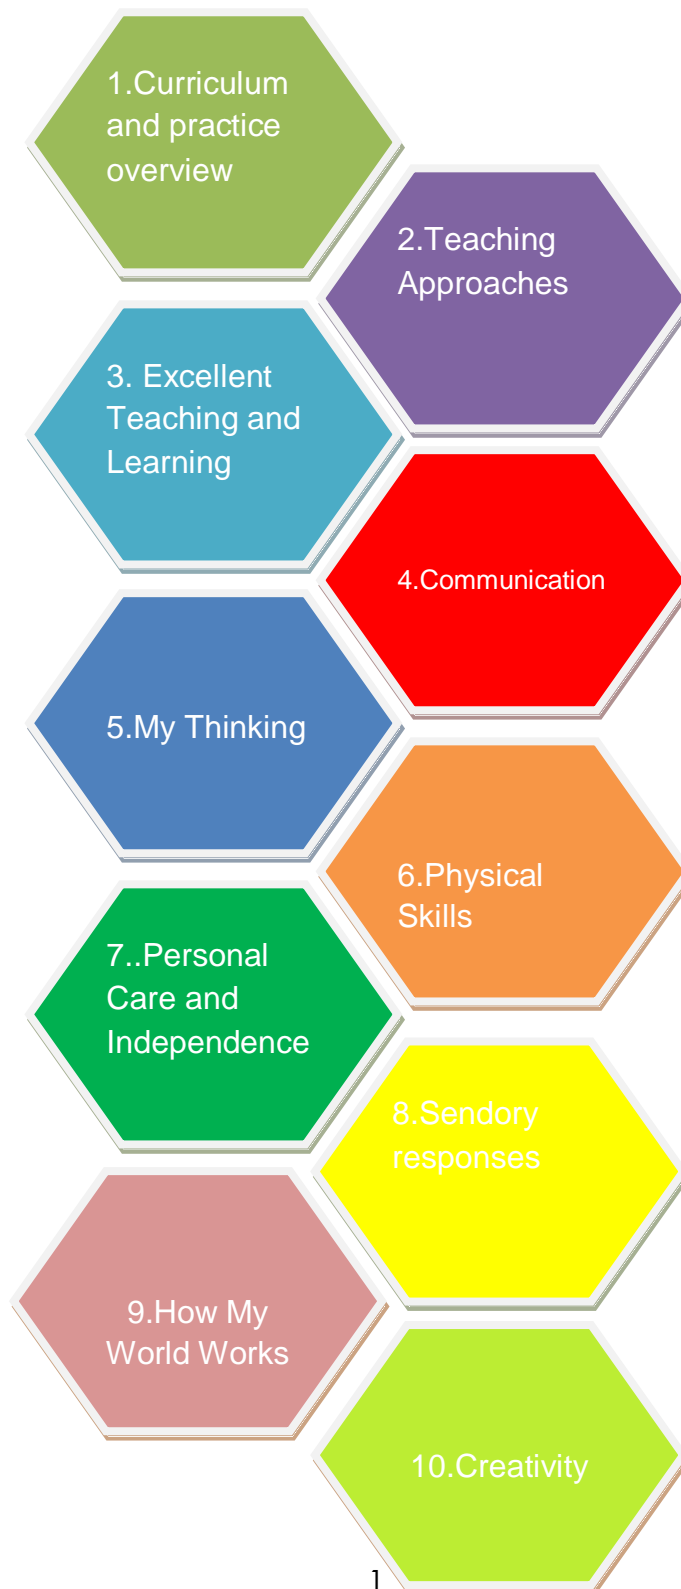 1.Curriculum
and practice
overview
2.Teaching
Approaches
3. Excellent
Teaching and
Learning
4.Communication
5.My Thinking
6.Physical
Skills
7..Personal
Care and
Independence
8.Sendory
responses
9.How My
World Works
10.Creativity
1